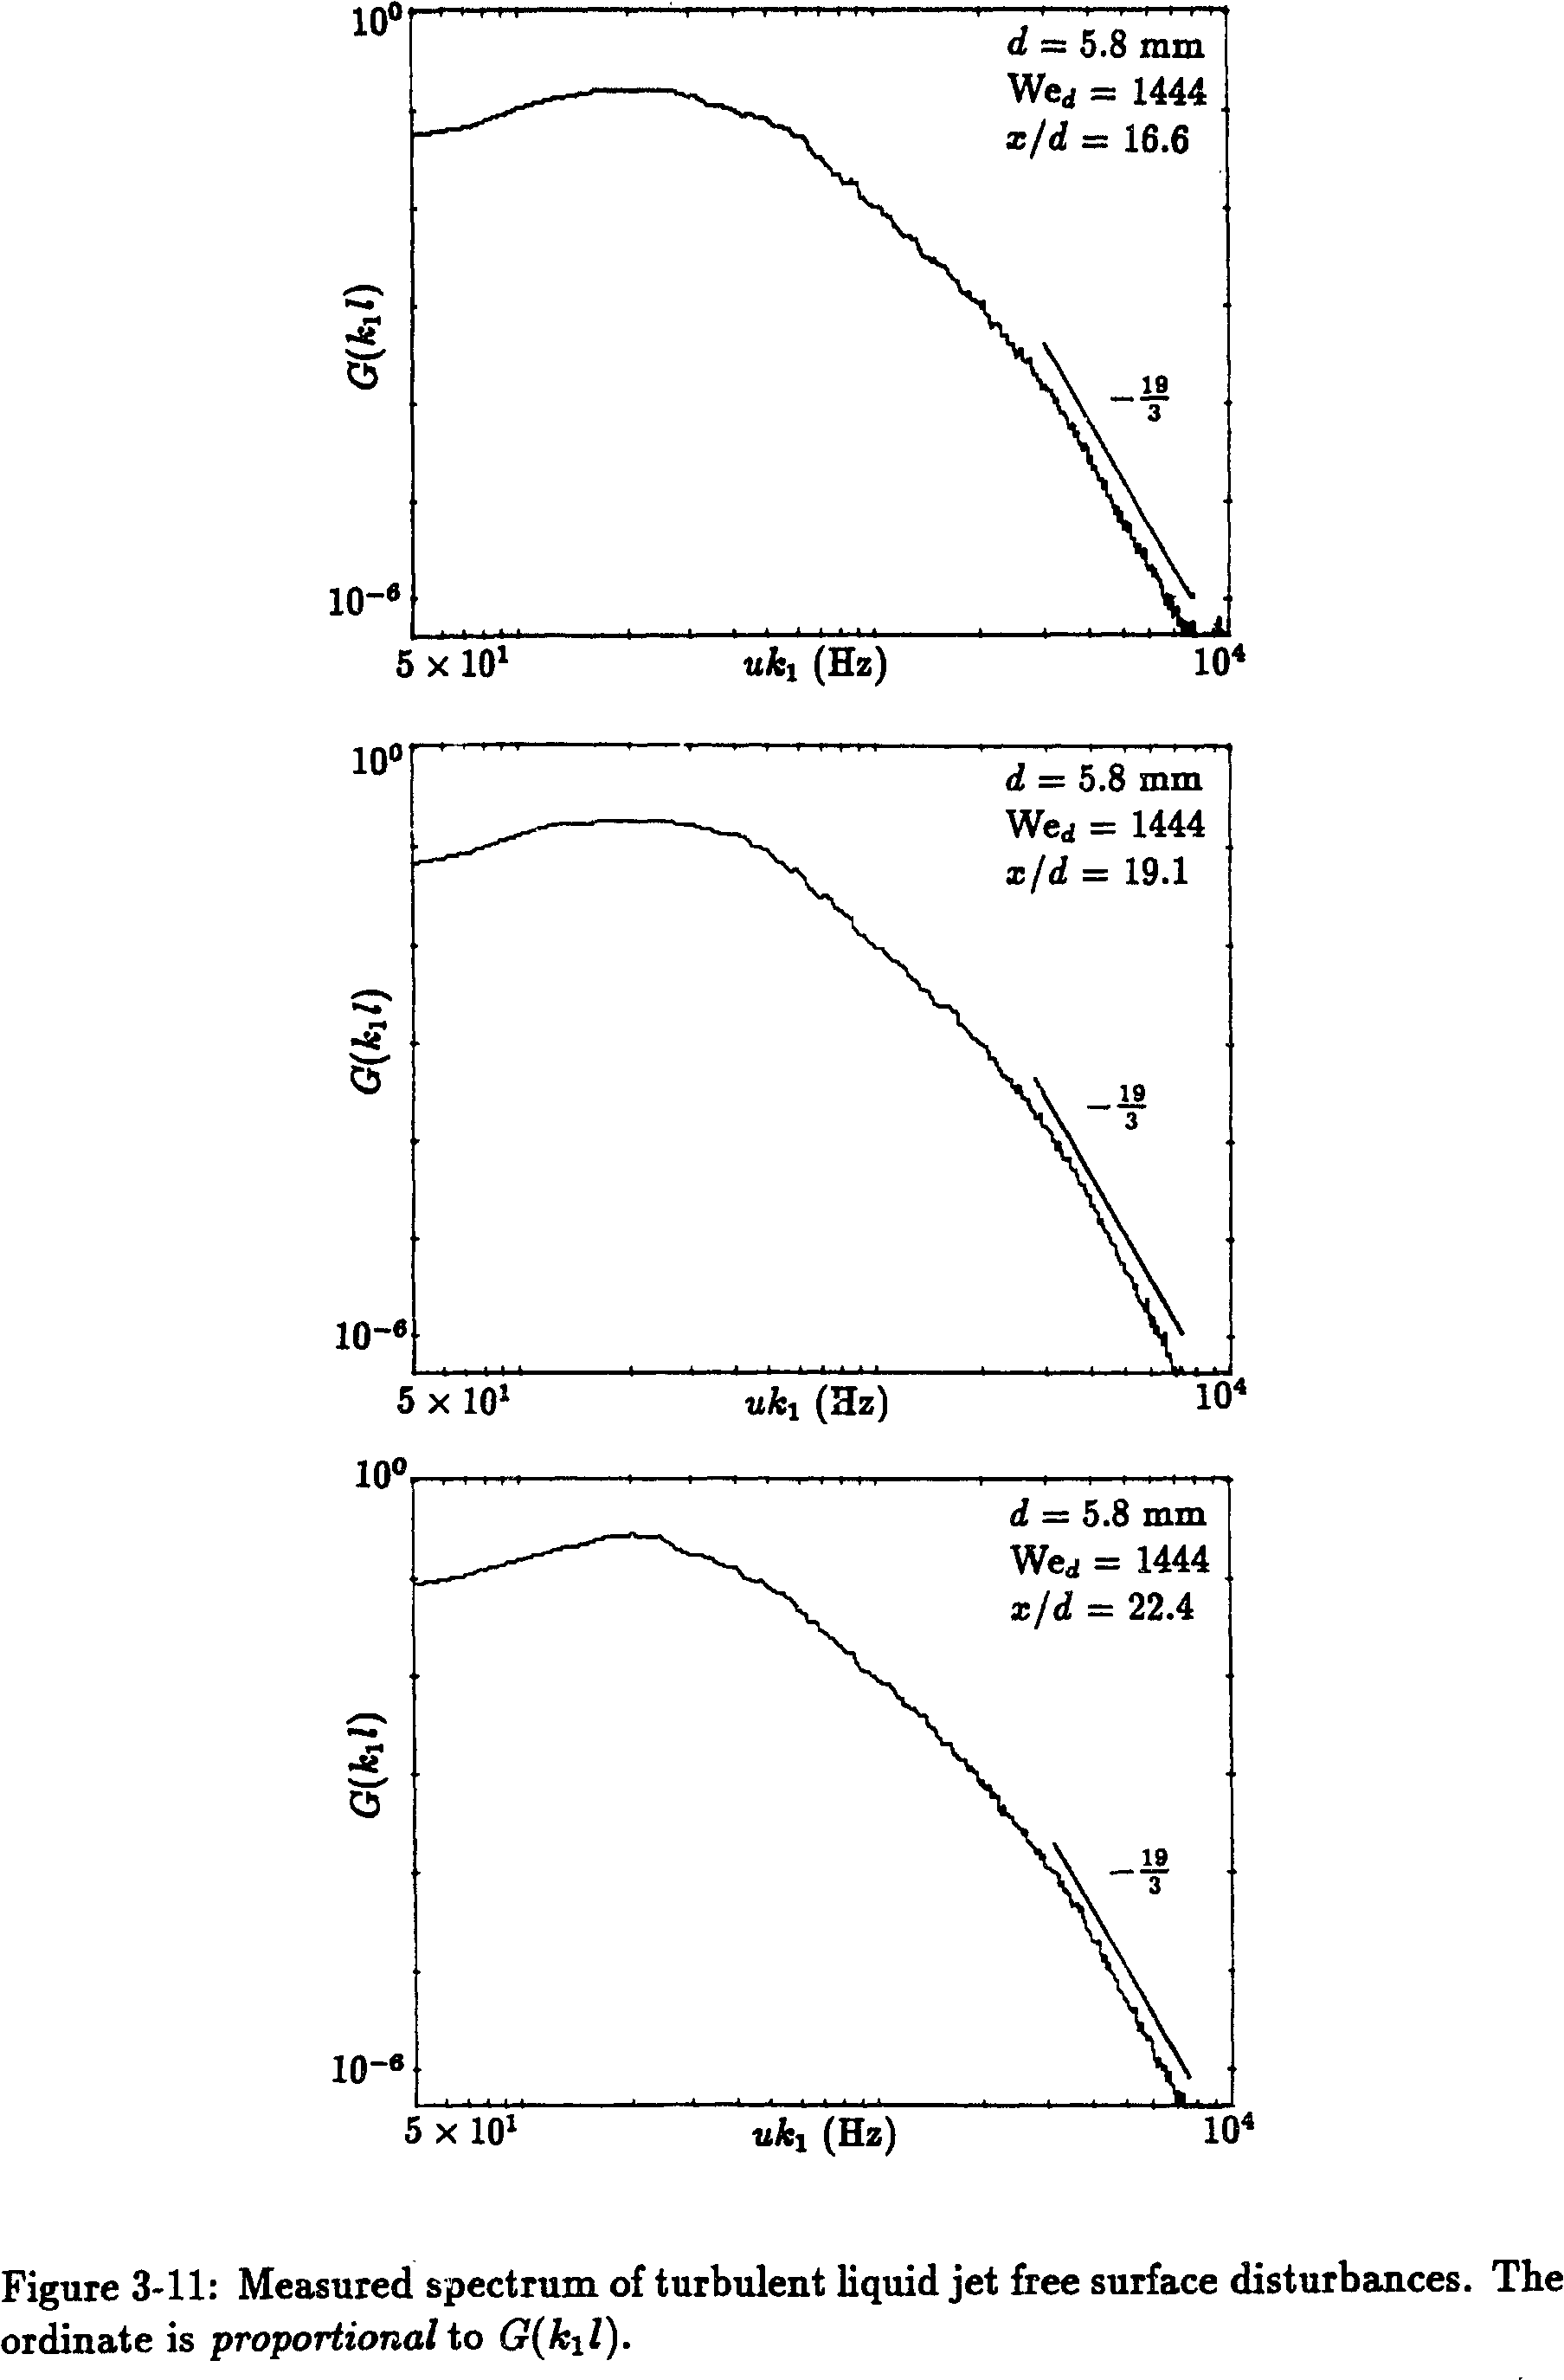 10⁰
d = 5.8 mm
We_d = 1444
x/d = 16.6
G(k₁l)
−19/3
10⁻⁶
5 × 10¹
uk₁ (Hz)
10⁴
10⁰
d = 5.8 mm
We_d = 1444
x/d = 19.1
G(k₁l)
−19/3
10⁻⁶
5 × 10¹
uk₁ (Hz)
10⁴
10⁰
d = 5.8 mm
We_d = 1444
x/d = 22.4
G(k₁l)
−19/3
10⁻⁶
5 × 10¹
uk₁ (Hz)
10⁴
Figure 3-11: Measured spectrum of turbulent liquid jet free surface disturbances. The
ordinate is proportional to G(k₁l).